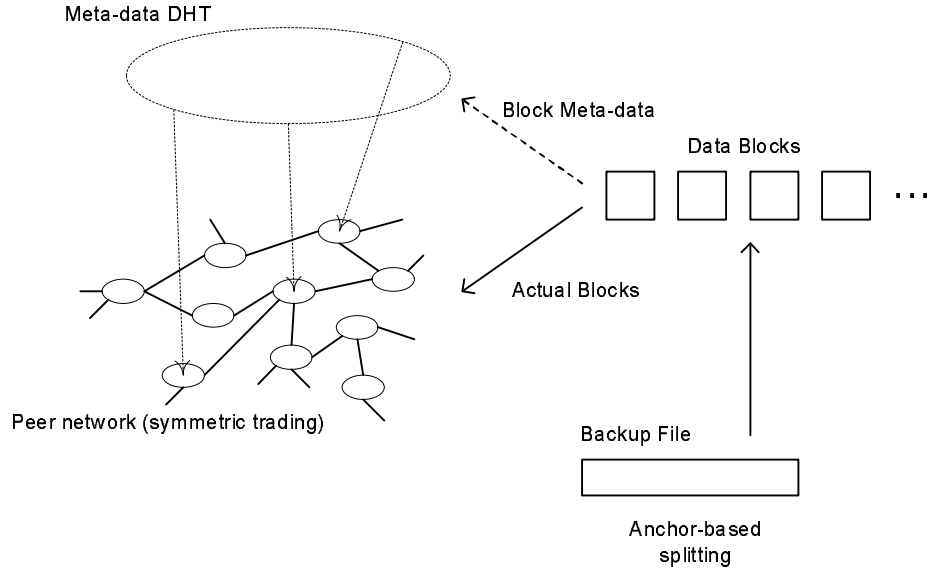 Meta-data DHT
Block Meta-data
Data Blocks
...
Actual Blocks
Peer network (symmetric trading)
Backup File
Anchor-based
splitting